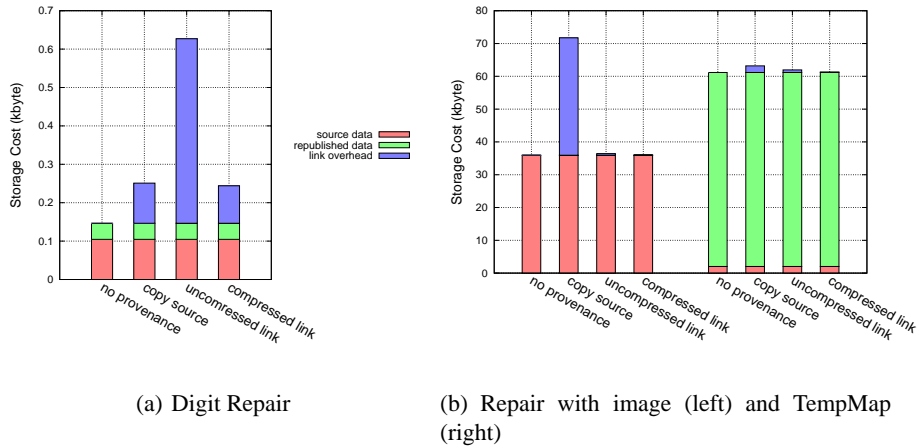 0.7
0.6
0.5
0.4
0.3
0.2
0.1
0
Storage Cost (kbyte)
no provenance
copy source
uncomressed link
compressed link
source data
republished data
link overhead
80
70
60
50
40
30
20
10
0
Storage Cost (kbyte)
no provenance
copy source
uncompressed link
compressed link
no provenance
copy source
uncompressed link
compressed link
(a) Digit Repair
(b) Repair with image (left) and TempMap
(right)